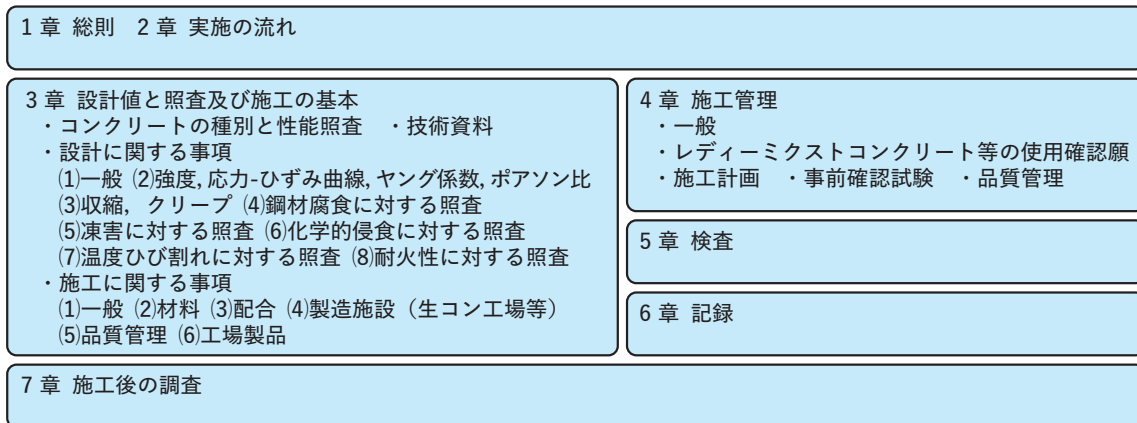 1 章 総則　2 章 実施の流れ
3 章 設計値と照査及び施工の基本
・コンクリートの種別と性能照査　・技術資料
・設計に関する事項
⑴一般 ⑵強度, 応力-ひずみ曲線, ヤング係数, ポアソン比
⑶収縮，クリープ ⑷鋼材腐食に対する照査
⑸凍害に対する照査 ⑹化学的侵食に対する照査
⑺温度ひび割れに対する照査 ⑻耐火性に対する照査
・施工に関する事項
⑴一般 ⑵材料 ⑶配合 ⑷製造施設（生コン工場等）
⑸品質管理 ⑹工場製品
4 章 施工管理
・一般
・レディーミクストコンクリート等の使用確認願
・施工計画　・事前確認試験　・品質管理
5 章 検査
6 章 記録
7 章 施工後の調査